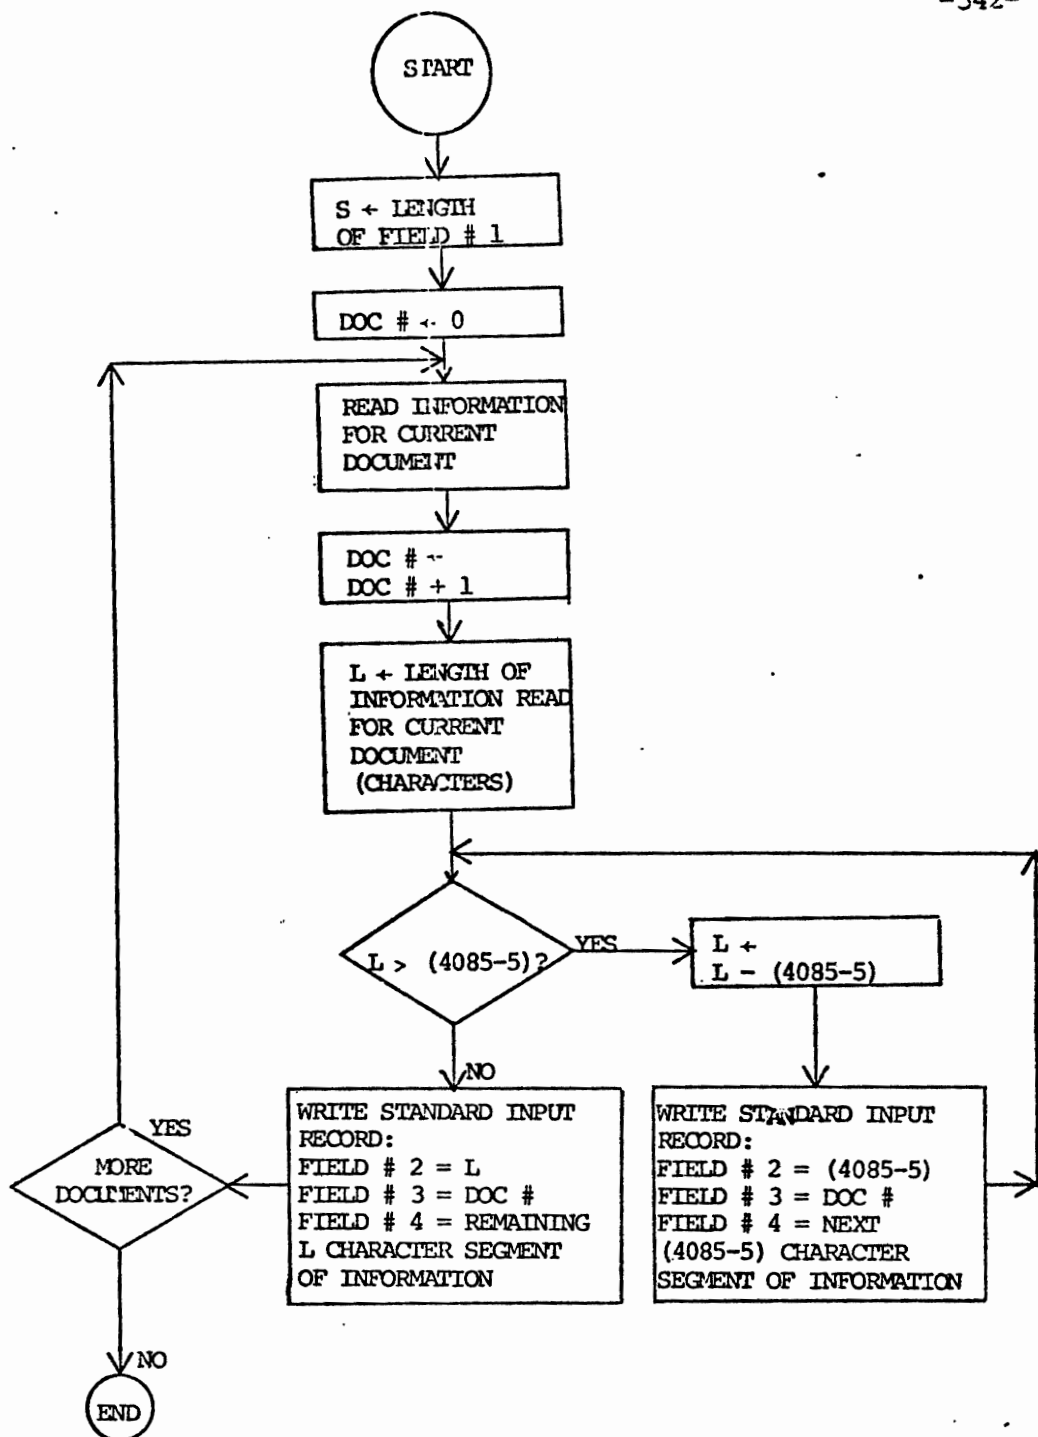 -342-
START
S ← LENGTH
OF FIELD # 1
DOC # ← 0
READ INFORMATION
FOR CURRENT
DOCUMENT
DOC # ←
DOC # + 1
L ← LENGTH OF
INFORMATION READ
FOR CURRENT
DOCUMENT
(CHARACTERS)
L > (4085-5)?
YES
L ←
L - (4085-5)
NO
WRITE STANDARD INPUT
RECORD:
FIELD # 2 = L
FIELD # 3 = DOC #
FIELD # 4 = REMAINING
L CHARACTER SEGMENT
OF INFORMATION
WRITE STANDARD INPUT
RECORD:
FIELD # 2 = (4085-5)
FIELD # 3 = DOC #
FIELD # 4 = NEXT
(4085-5) CHARACTER
SEGMENT OF INFORMATION
YES
MORE
DOCUMENTS?
NO
END